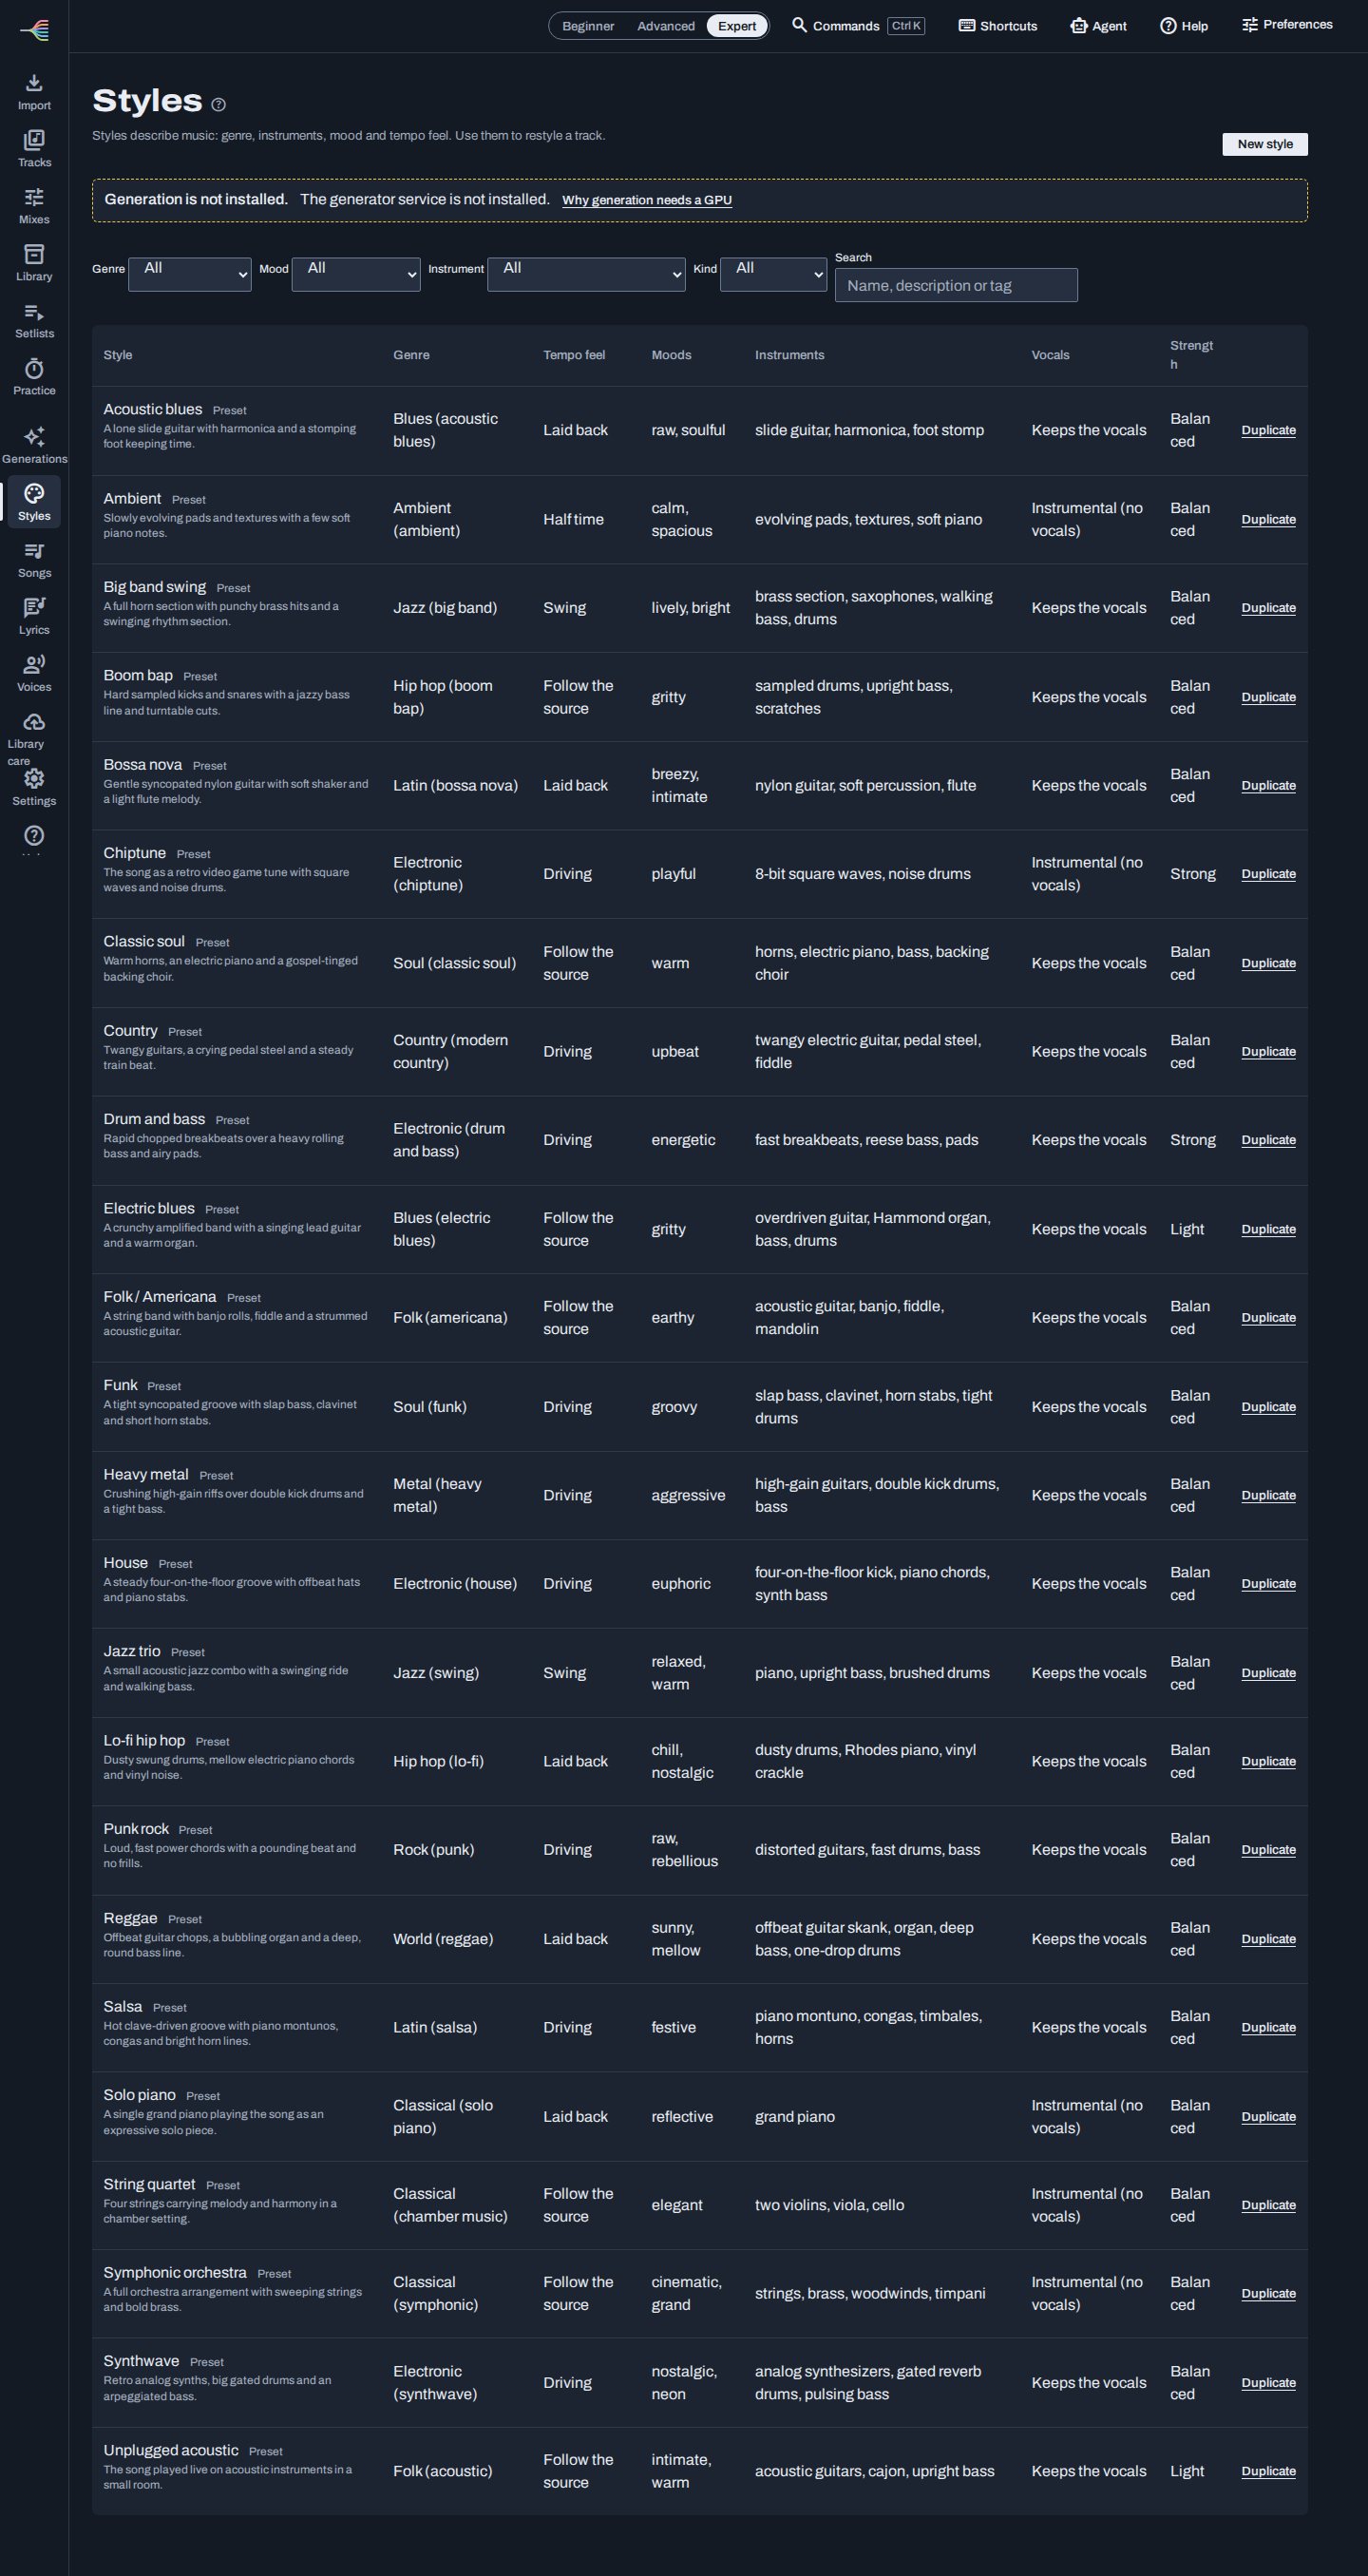 Beginner Advanced Expert Commands Ctrl K Shortcuts Agent Help Preferences
Import
Tracks
Mixes
Library
Setlists
Practice
Generations
Styles
Songs
Lyrics
Voices
Library
care
Settings
Styles
Styles describe music: genre, instruments, mood and tempo feel. Use them to restyle a track.
New style
Generation is not installed. The generator service is not installed. Why generation needs a GPU
Genre All Mood All Instrument All Kind All
Search
Name, description or tag
Style Genre Tempo feel Moods Instruments Vocals Strengt
h
Acoustic blues Preset
A lone slide guitar with harmonica and a stomping
foot keeping time.
Blues (acoustic
blues)
Laid back
raw, soulful
slide guitar, harmonica, foot stomp
Keeps the vocals
Balan
ced
Duplicate
Ambient Preset
Slowly evolving pads and textures with a few soft
piano notes.
Ambient
(ambient)
Half time
calm,
spacious
evolving pads, textures, soft piano
Instrumental (no
vocals)
Balan
ced
Duplicate
Big band swing Preset
A full horn section with punchy brass hits and a
swinging rhythm section.
Jazz (big band)
Swing
lively, bright
brass section, saxophones, walking
bass, drums
Keeps the vocals
Balan
ced
Duplicate
Boom bap Preset
Hard sampled kicks and snares with a jazzy bass
line and turntable cuts.
Hip hop (boom
bap)
Follow the
source
gritty
sampled drums, upright bass,
scratches
Keeps the vocals
Balan
ced
Duplicate
Bossa nova Preset
Gentle syncopated nylon guitar with soft shaker and
a light flute melody.
Latin (bossa nova)
Laid back
breezy,
intimate
nylon guitar, soft percussion, flute
Keeps the vocals
Balan
ced
Duplicate
Chiptune Preset
The song as a retro video game tune with square
waves and noise drums.
Electronic
(chiptune)
Driving
playful
8-bit square waves, noise drums
Instrumental (no
vocals)
Strong
Duplicate
Classic soul Preset
Warm horns, an electric piano and a gospel-tinged
backing choir.
Soul (classic soul)
Follow the
source
warm
horns, electric piano, bass, backing
choir
Keeps the vocals
Balan
ced
Duplicate
Country Preset
Twangy guitars, a crying pedal steel and a steady
train beat.
Country (modern
country)
Driving
upbeat
twangy electric guitar, pedal steel,
fiddle
Keeps the vocals
Balan
ced
Duplicate
Drum and bass Preset
Rapid chopped breakbeats over a heavy rolling
bass and airy pads.
Electronic (drum
and bass)
Driving
energetic
fast breakbeats, reese bass, pads
Keeps the vocals
Strong
Duplicate
Electric blues Preset
A crunchy amplified band with a singing lead guitar
and a warm organ.
Blues (electric
blues)
Follow the
source
gritty
overdriven guitar, Hammond organ,
bass, drums
Keeps the vocals
Light
Duplicate
Folk / Americana Preset
A string band with banjo rolls, fiddle and a strummed
acoustic guitar.
Folk (americana)
Follow the
source
earthy
acoustic guitar, banjo, fiddle,
mandolin
Keeps the vocals
Balan
ced
Duplicate
Funk Preset
A tight syncopated groove with slap bass, clavinet
and short horn stabs.
Soul (funk)
Driving
groovy
slap bass, clavinet, horn stabs, tight
drums
Keeps the vocals
Balan
ced
Duplicate
Heavy metal Preset
Crushing high-gain riffs over double kick drums and
a tight bass.
Metal (heavy
metal)
Driving
aggressive
high-gain guitars, double kick drums,
bass
Keeps the vocals
Balan
ced
Duplicate
House Preset
A steady four-on-the-floor groove with offbeat hats
and piano stabs.
Electronic (house)
Driving
euphoric
four-on-the-floor kick, piano chords,
synth bass
Keeps the vocals
Balan
ced
Duplicate
Jazz trio Preset
A small acoustic jazz combo with a swinging ride
and walking bass.
Jazz (swing)
Swing
relaxed,
warm
piano, upright bass, brushed drums
Keeps the vocals
Balan
ced
Duplicate
Lo-fi hip hop Preset
Dusty swung drums, mellow electric piano chords
and vinyl noise.
Hip hop (lo-fi)
Laid back
chill,
nostalgic
dusty drums, Rhodes piano, vinyl
crackle
Keeps the vocals
Balan
ced
Duplicate
Punk rock Preset
Loud, fast power chords with a pounding beat and
no frills.
Rock (punk)
Driving
raw,
rebellious
distorted guitars, fast drums, bass
Keeps the vocals
Balan
ced
Duplicate
Reggae Preset
Offbeat guitar chops, a bubbling organ and a deep,
round bass line.
World (reggae)
Laid back
sunny,
mellow
offbeat guitar skank, organ, deep
bass, one-drop drums
Keeps the vocals
Balan
ced
Duplicate
Salsa Preset
Hot clave-driven groove with piano montunos,
congas and bright horn lines.
Latin (salsa)
Driving
festive
piano montuno, congas, timbales,
horns
Keeps the vocals
Balan
ced
Duplicate
Solo piano Preset
A single grand piano playing the song as an
expressive solo piece.
Classical (solo
piano)
Laid back
reflective
grand piano
Instrumental (no
vocals)
Balan
ced
Duplicate
String quartet Preset
Four strings carrying melody and harmony in a
chamber setting.
Classical
(chamber music)
Follow the
source
elegant
two violins, viola, cello
Instrumental (no
vocals)
Balan
ced
Duplicate
Symphonic orchestra Preset
A full orchestra arrangement with sweeping strings
and bold brass.
Classical
(symphonic)
Follow the
source
cinematic,
grand
strings, brass, woodwinds, timpani
Instrumental (no
vocals)
Balan
ced
Duplicate
Synthwave Preset
Retro analog synths, big gated drums and an
arpeggiated bass.
Electronic
(synthwave)
Driving
nostalgic,
neon
analog synthesizers, gated reverb
drums, pulsing bass
Keeps the vocals
Balan
ced
Duplicate
Unplugged acoustic Preset
The song played live on acoustic instruments in a
small room.
Folk (acoustic)
Follow the
source
intimate,
warm
acoustic guitars, cajon, upright bass
Keeps the vocals
Light
Duplicate